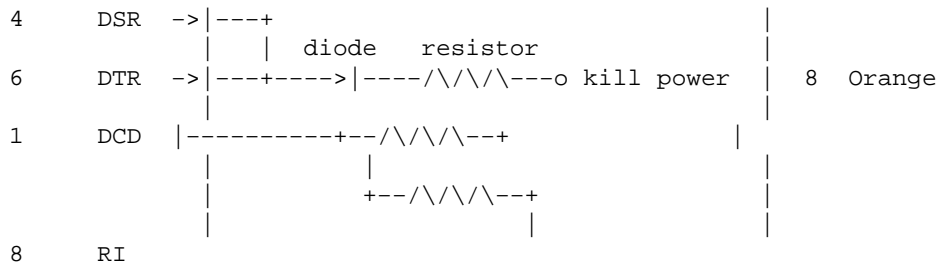 4 DSR ->|---+ |
| | diode resistor |
6 DTR ->|---+---->|----/\/\/\---o kill power | 8 Orange
| |
1 DCD |----------+--/\/\/\--+ |
| | |
| +--/\/\/\--+ |
| | |
8 RI